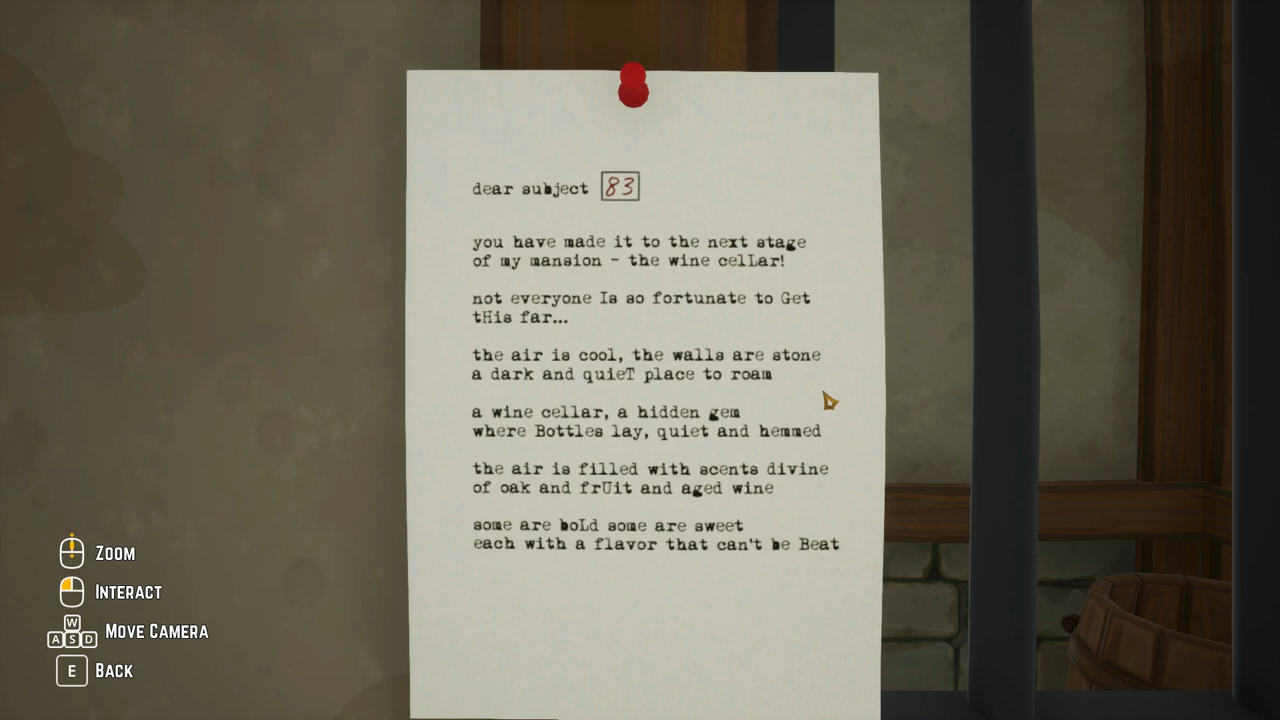 dear subject 83
you have made it to the next stage
of my mansion - the wine celLar!
not everyone Is so fortunate to Get
tHis far...
the air is cool, the walls are stone
a dark and quieT place to roam
a wine cellar, a hidden gem
where Bottles lay, quiet and hemmed
the air is filled with scents divine
of oak and frUit and aged wine
some are boLd some are sweet
each with a flavor that can't be Beat
ZOOM
INTERACT
W
A S D MOVE CAMERA
E BACK